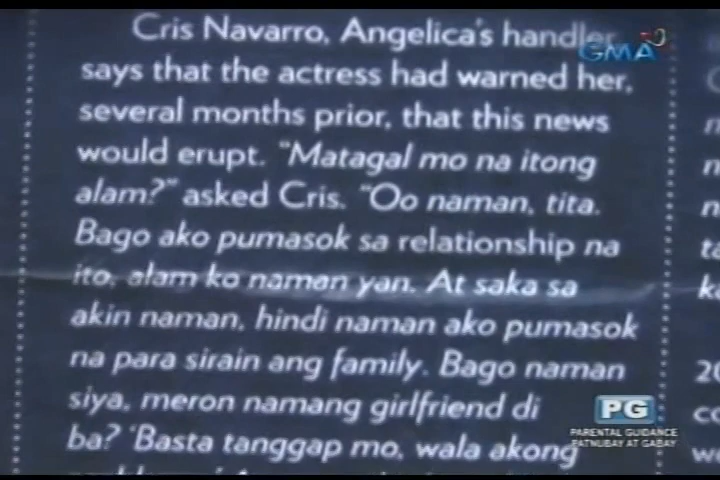 Cris Navarro, Angelica's handler
GMA
says that the actress had warned her,
several months prior, that this news
would erupt. "Matagal mo na itong
alam?" asked Cris. "Oo naman, tita.
Bago ako pumasok sa relationship na
ito, alam ko naman yan. At saka sa
akin naman, hindi naman ako pumasok
na para sirain ang family. Bago naman
siya, meron namang girlfriend di
ba? 'Basta tanggap mo, wala akong
PG
PARENTAL GUIDANCE
PATNUBAY AT GABAY